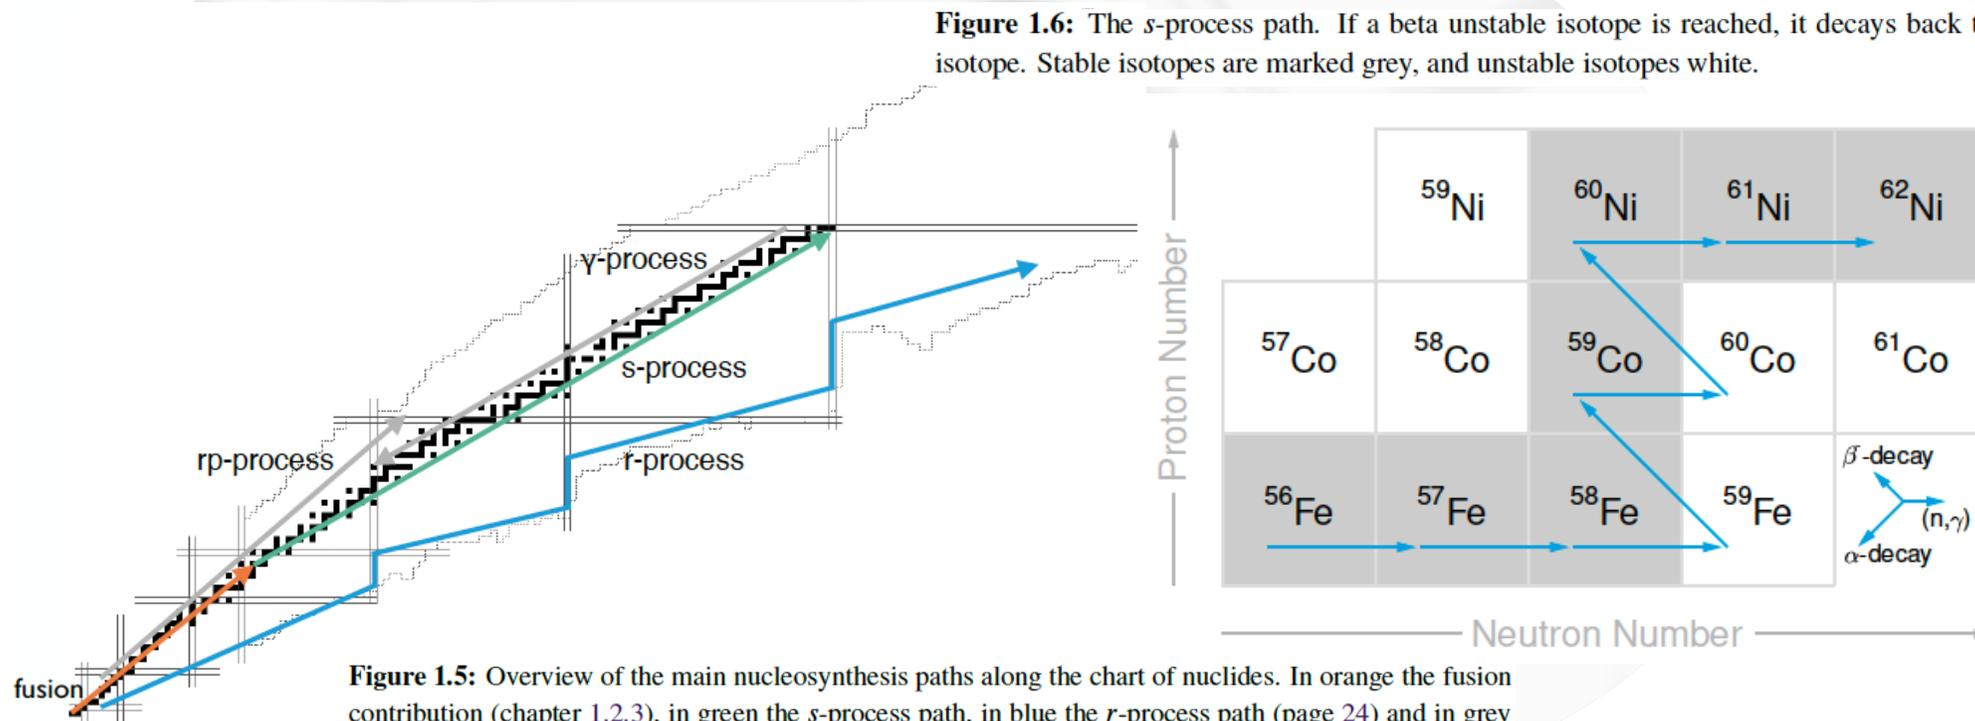 Figure 1.6: The s-process path. If a beta unstable isotope is reached, it decays back
isotope. Stable isotopes are marked grey, and unstable isotopes white.
γ-process
s-process
rp-process
r-process
fusion
Proton Number
59Ni 60Ni 61Ni 62Ni
57Co 58Co 59Co 60Co 61Co
56Fe 57Fe 58Fe 59Fe
β-decay
(n,γ)
α-decay
Neutron Number
Figure 1.5: Overview of the main nucleosynthesis paths along the chart of nuclides. In orange the fusion
contribution (chapter 1.2.3), in green the s-process path, in blue the r-process path (page 24) and in grey